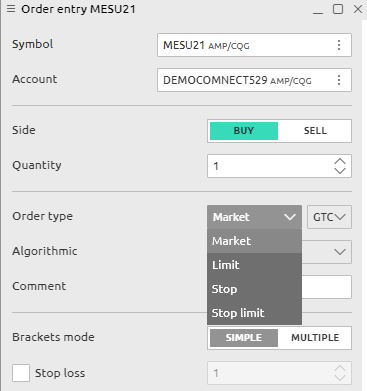 Order entry MESU21
Symbol MESU21 AMP/CQG
Account DEMOCOMNECT529 AMP/CQG
Side BUY SELL
Quantity 1
Order type Market GTC
Market
Algorithmic
Limit
Stop
Comment
Stop limit
Brackets mode SIMPLE MULTIPLE
Stop loss 1